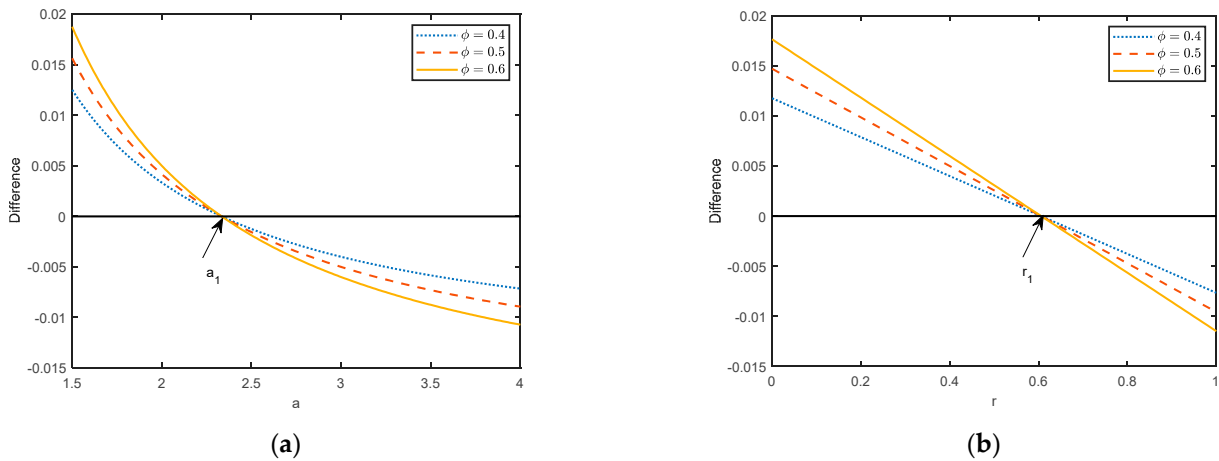 0.02
0.015
0.01
0.005
0
-0.005
-0.01
-0.015
Difference
1.5 2 2.5 3 3.5 4
a
ϕ = 0.4
ϕ = 0.5
ϕ = 0.6
a₁
(a)
0.02
0.015
0.01
0.005
0
-0.005
-0.01
-0.015
Difference
0 0.2 0.4 0.6 0.8 1
r
ϕ = 0.4
ϕ = 0.5
ϕ = 0.6
r₁
(b)